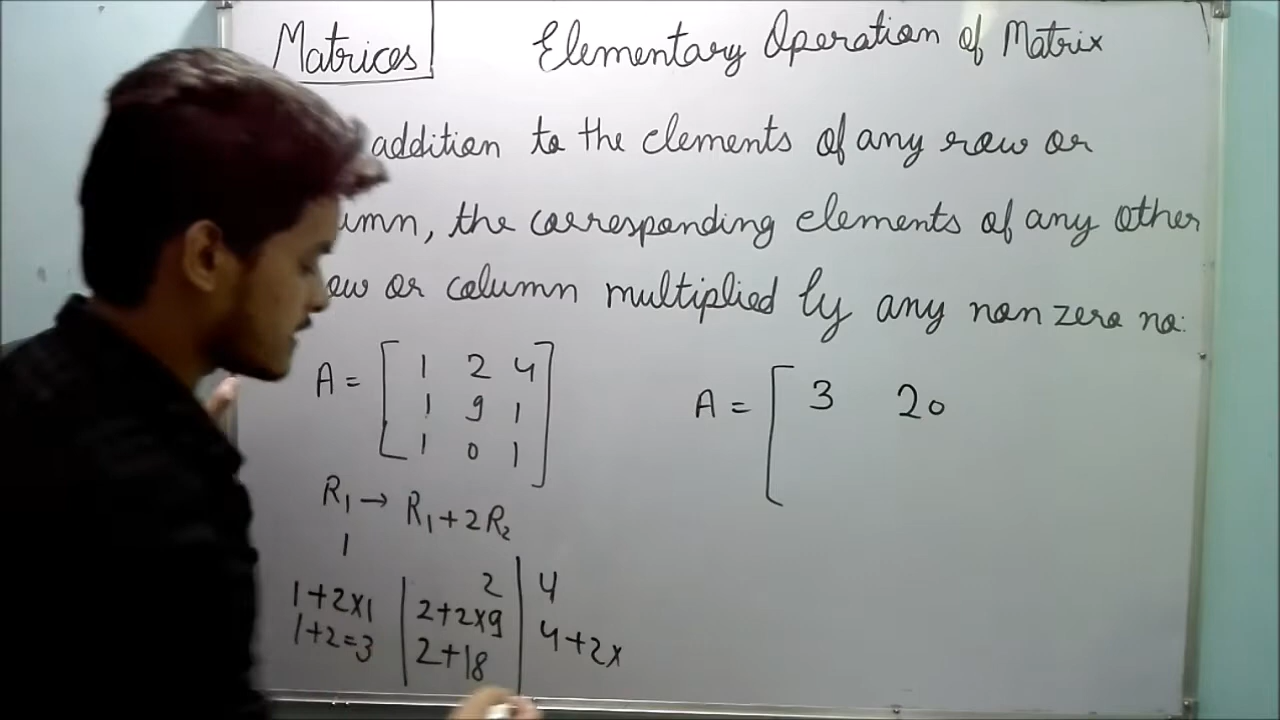 Matrices Elementary Operation of Matrix
addition to the elements of any row or
umn, the corresponding elements of any other
ow or column multiplied by any non zero no:
A = [ 1 2 4
1 9 1
1 0 1 ]
A = [ 3 20
R1 → R1 + 2R2
1 2 4
1+2×1 2+2×9 4+2×
1+2=3 2+18